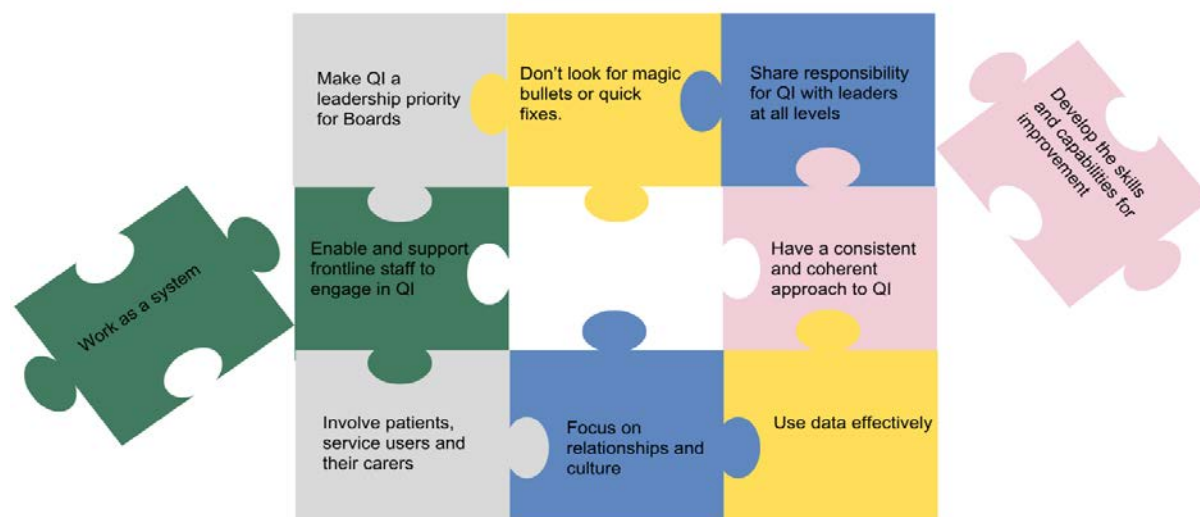 Make QI a
leadership priority
for Boards
Don’t look for magic
bullets or quick
fixes.
Share responsibility
for QI with leaders
at all levels
Develop the skills
and capabilities for
improvement
Work as a system
Enable and support
frontline staff to
engage in QI
Have a consistent
and coherent
approach to QI
Involve patients,
service users and
their carers
Focus on
relationships and
culture
Use data effectively